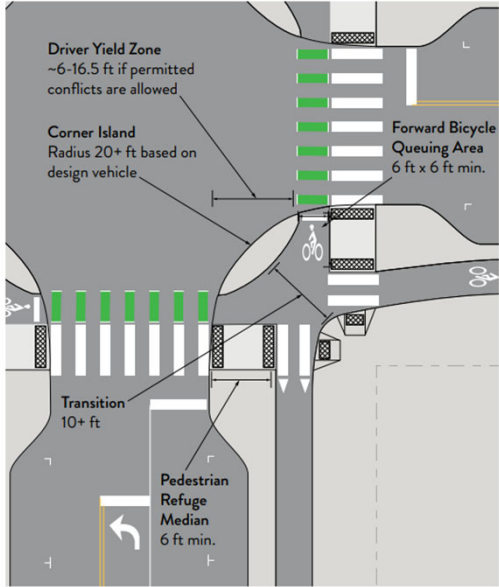 Driver Yield Zone
~6-16.5 ft if permitted
conflicts are allowed
Corner Island
Radius 20+ ft based on
design vehicle
Forward Bicycle
Queuing Area
6 ft x 6 ft min.
Transition
10+ ft
Pedestrian
Refuge
Median
6 ft min.